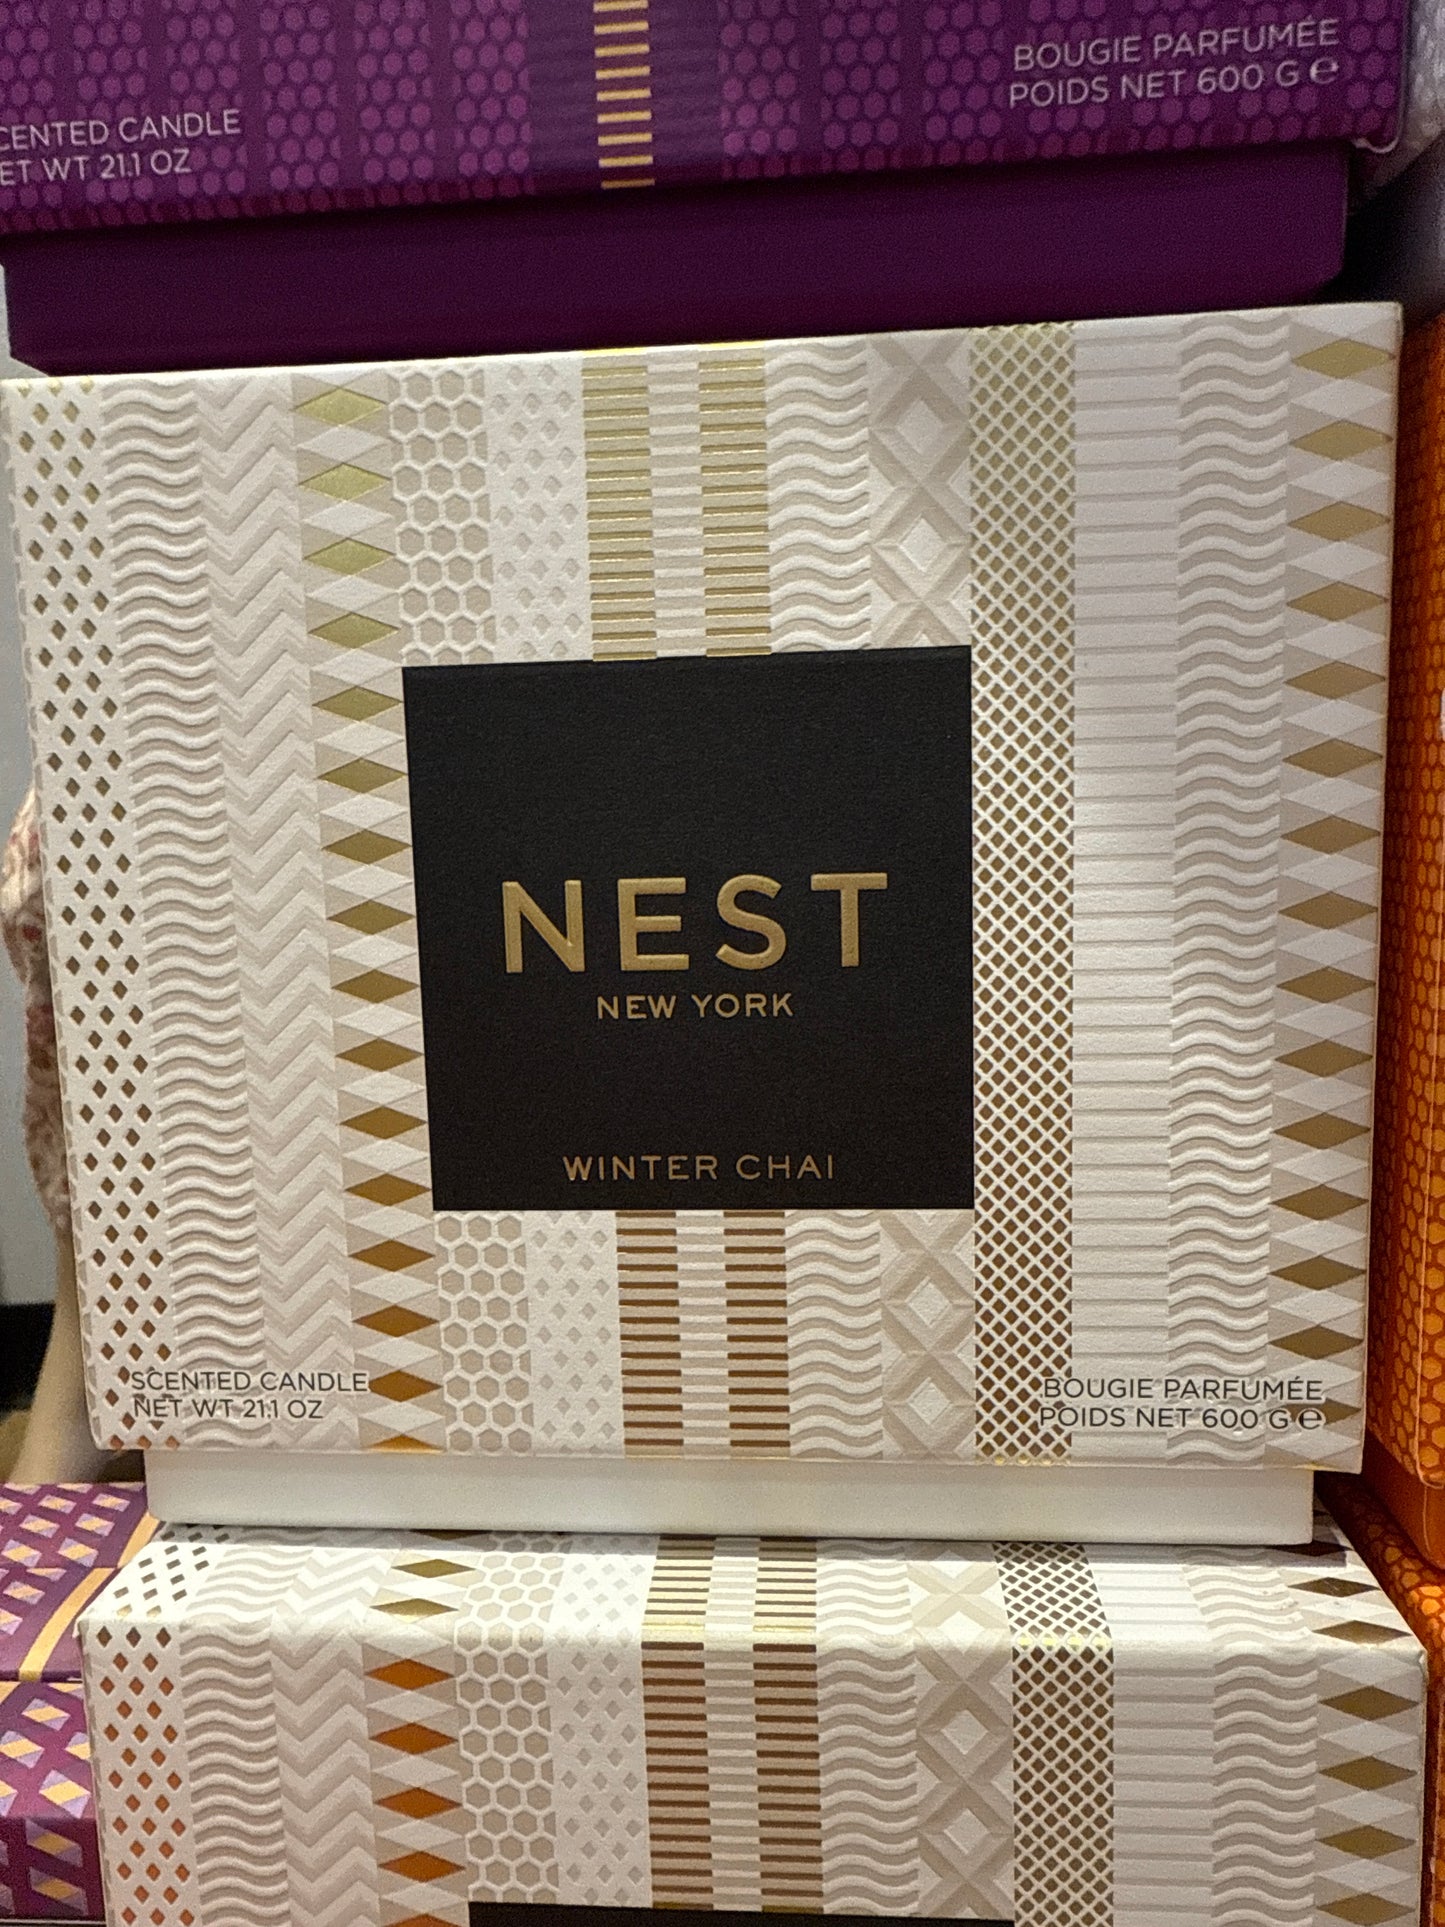 CENTED CANDLE
ET WT 21.1 OZ
BOUGIE PARFUMÉE
POIDS NET 600 G ℮
NEST
NEW YORK
WINTER CHAI
SCENTED CANDLE
NET WT 21.1 OZ
BOUGIE PARFUMÉE
POIDS NET 600 G ℮